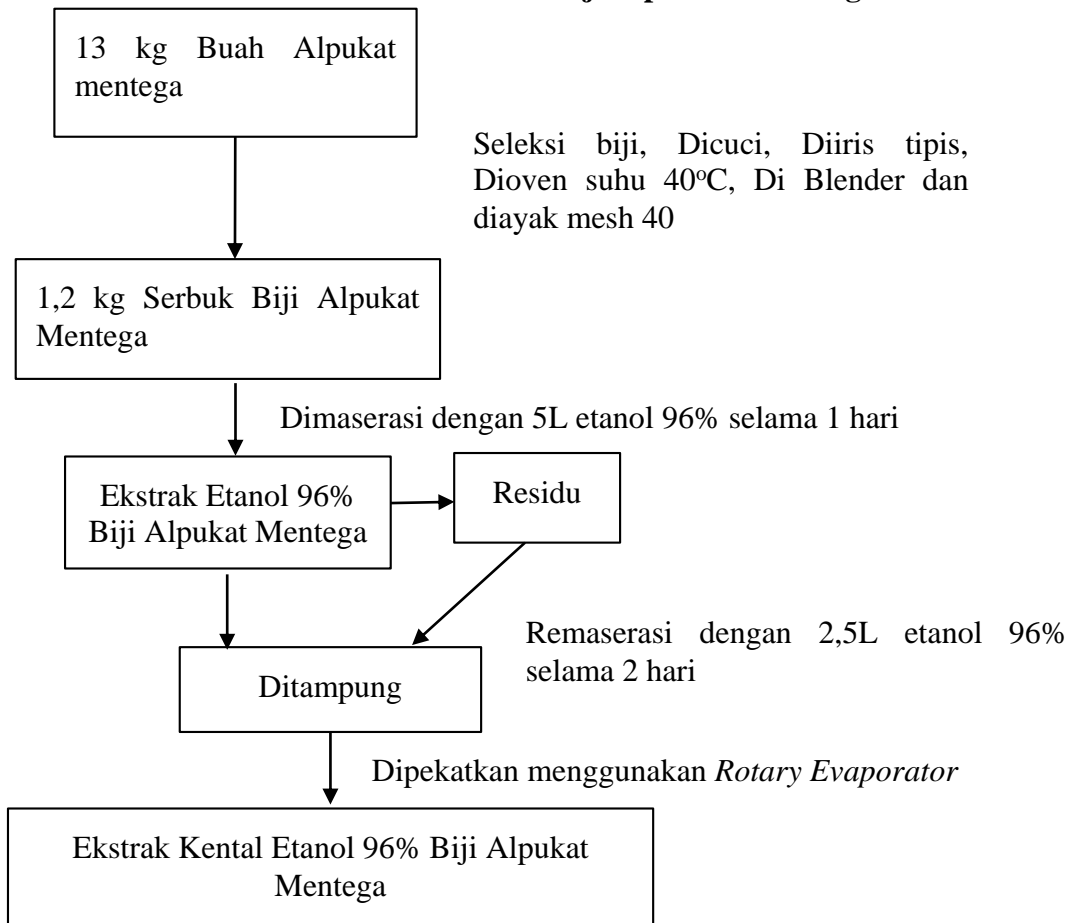 13 kg Buah Alpukat
mentega
Seleksi biji, Dicuci, Diiris tipis,
Dioven suhu 40°C, Di Blender dan
diayak mesh 40
1,2 kg Serbuk Biji Alpukat
Mentega
Dimaserasi dengan 5L etanol 96% selama 1 hari
Ekstrak Etanol 96%
Biji Alpukat Mentega
Residu
Remaserasi dengan 2,5L etanol 96%
selama 2 hari
Ditampung
Dipekatkan menggunakan Rotary Evaporator
Ekstrak Kental Etanol 96% Biji Alpukat
Mentega